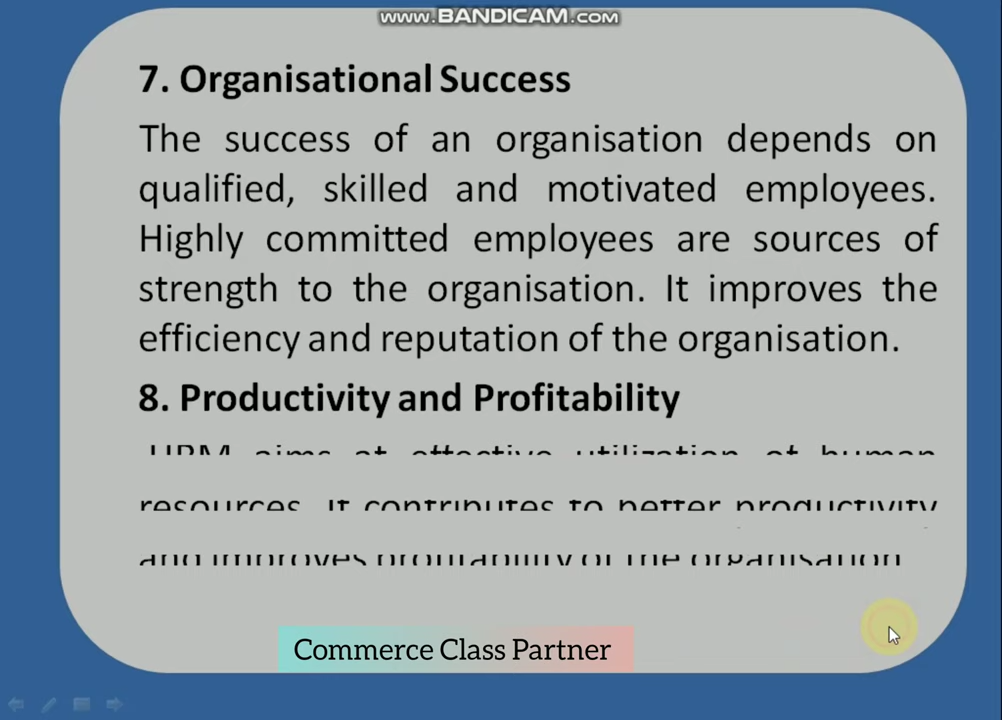 www.BANDICAM.com
7. Organisational Success
The success of an organisation depends on
qualified, skilled and motivated employees.
Highly committed employees are sources of
strength to the organisation. It improves the
efficiency and reputation of the organisation.
8. Productivity and Profitability
HRM aims at effective utilization of human
resources. It contributes to better productivity
and improves profitability of the organisation
Commerce Class Partner